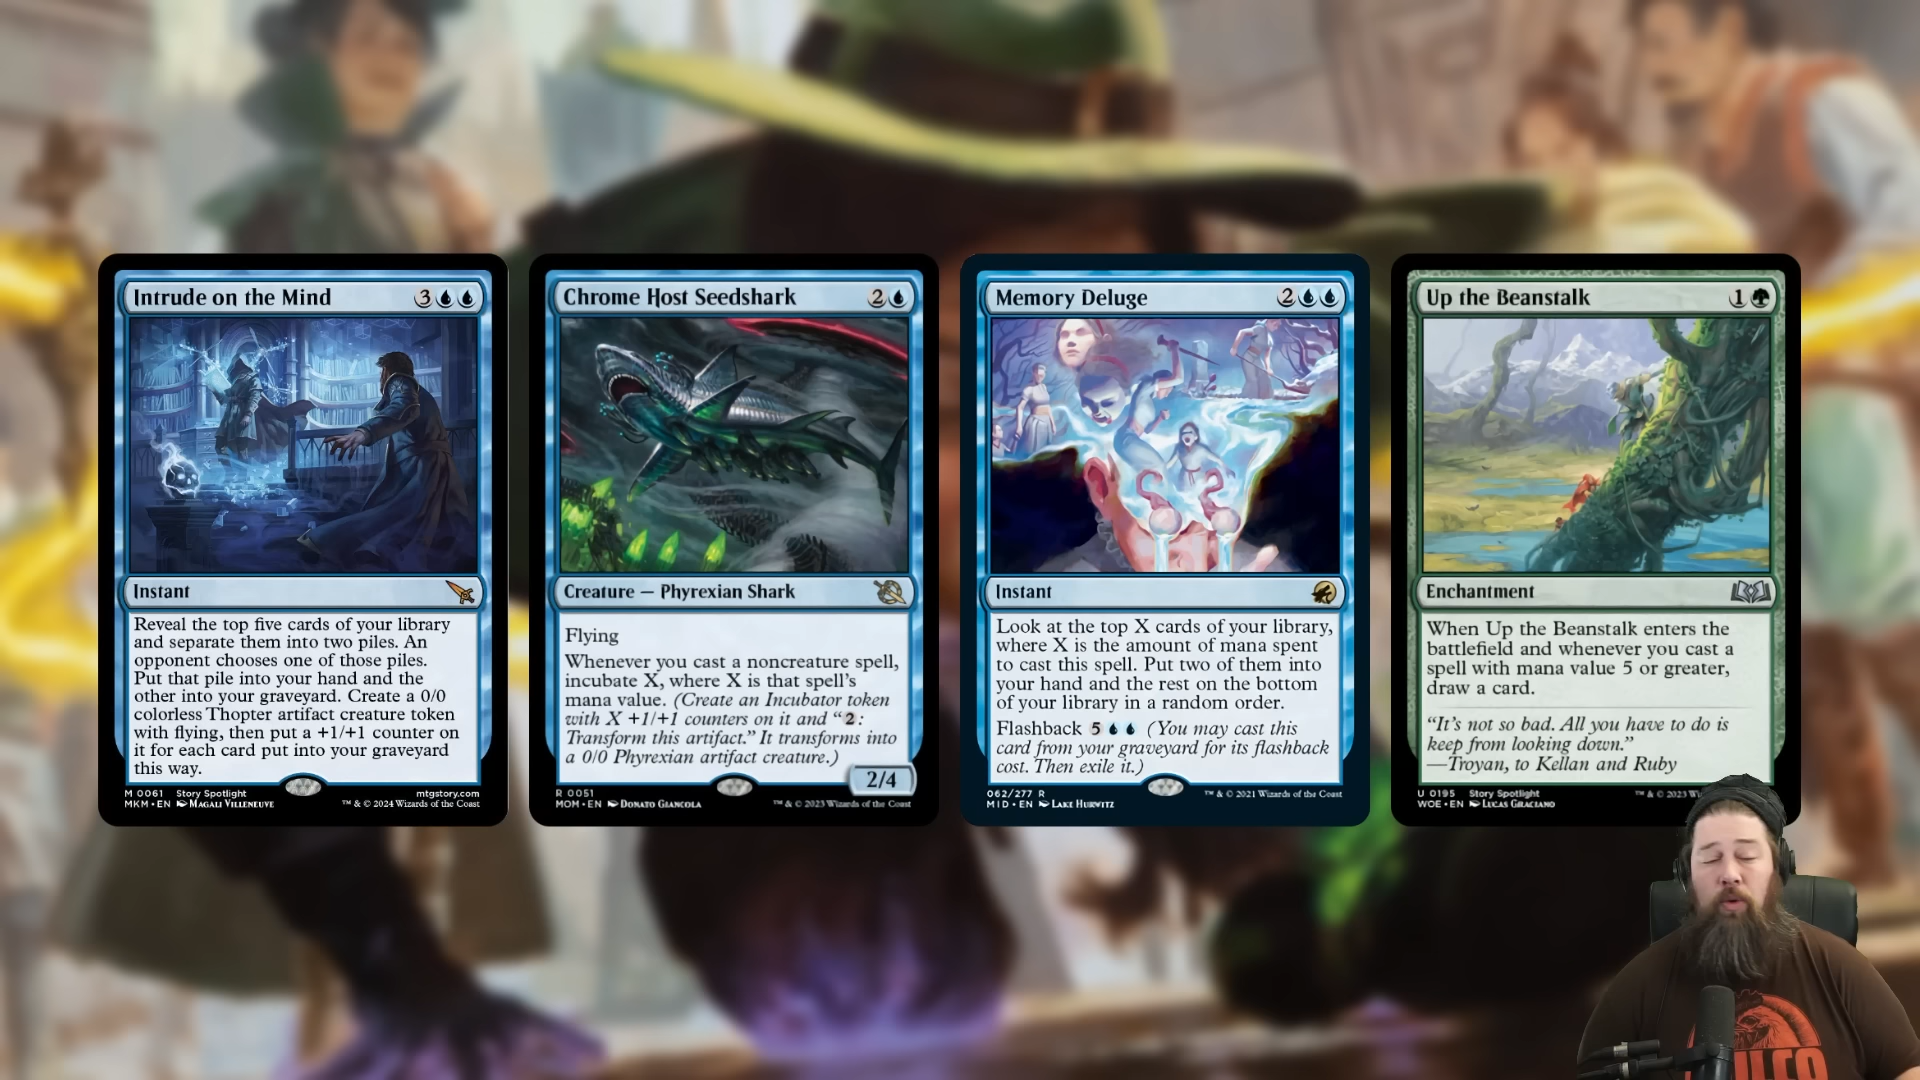 Intrude on the Mind 3
Instant
Reveal the top five cards of your library
and separate them into two piles. An
opponent chooses one of those piles.
Put that pile into your hand and the
other into your graveyard. Create a 0/0
colorless Thopter artifact creature token
with flying, then put a +1/+1 counter on
it for each card put into your graveyard
this way.
M 0061 Story Spotlight mtgstory.com
MKM • EN Magali Villeneuve ™ & © 2024 Wizards of the Coast
Chrome Host Seedshark 2
Creature — Phyrexian Shark
Flying
Whenever you cast a noncreature spell,
incubate X, where X is that spell's
mana value. (Create an Incubator token
with X +1/+1 counters on it and "2:
Transform this artifact." It transforms into
a 0/0 Phyrexian artifact creature.)
2/4
R 0051
MOM • EN Donato Giancola ™ & © 2023 Wizards of the Coast
Memory Deluge 2
Instant
Look at the top X cards of your library,
where X is the amount of mana spent
to cast this spell. Put two of them into
your hand and the rest on the bottom
of your library in a random order.
Flashback 5 (You may cast this
card from your graveyard for its flashback
cost. Then exile it.)
062/277 R
MID • EN Lake Hurwitz ™ & © 2021 Wizards of the Coast
Up the Beanstalk 1
Enchantment
When Up the Beanstalk enters the
battlefield and whenever you cast a
spell with mana value 5 or greater,
draw a card.
"It's not so bad. All you have to do is
keep from looking down."
—Troyan, to Kellan and Ruby
U 0195 Story Spotlight
WOE • EN Lucas Graciano ™ & © 2023